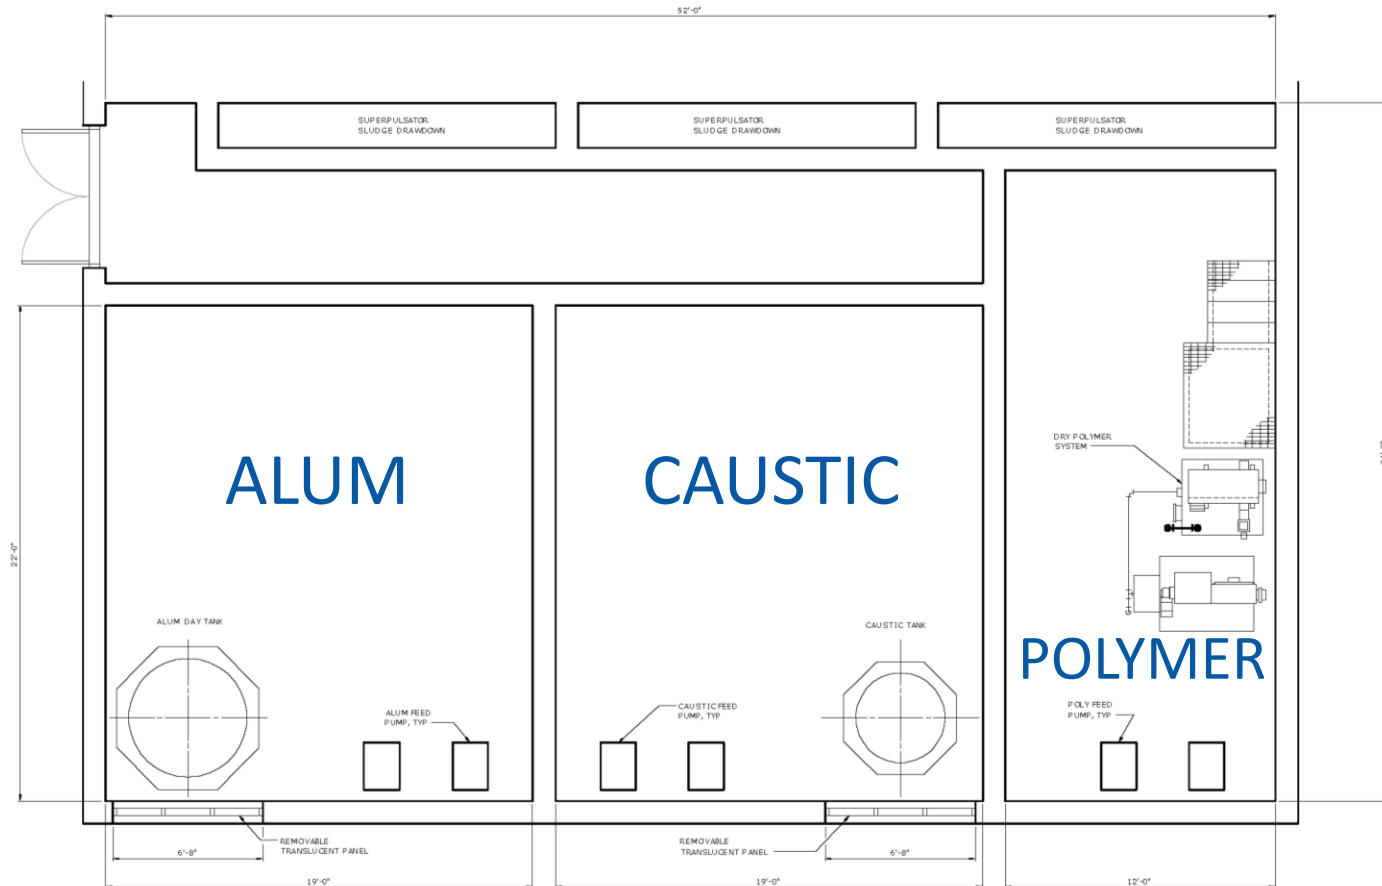 52'-0"
SUPERPULSATOR
SLUDGE DRAWDOWN
SUPERPULSATOR
SLUDGE DRAWDOWN
SUPERPULSATOR
SLUDGE DRAWDOWN
DRY POLYMER
SYSTEM
ALUM
CAUSTIC
22'-0"
ALUM DAY TANK
CAUSTIC TANK
POLYMER
ALUM FEED
PUMP, TYP
CAUSTIC FEED
PUMP, TYP
POLY FEED
PUMP, TYP
REMOVABLE
TRANSLUCENT PANEL
REMOVABLE
TRANSLUCENT PANEL
6'-8"
6'-8"
19'-0"
19'-0"
12'-0"